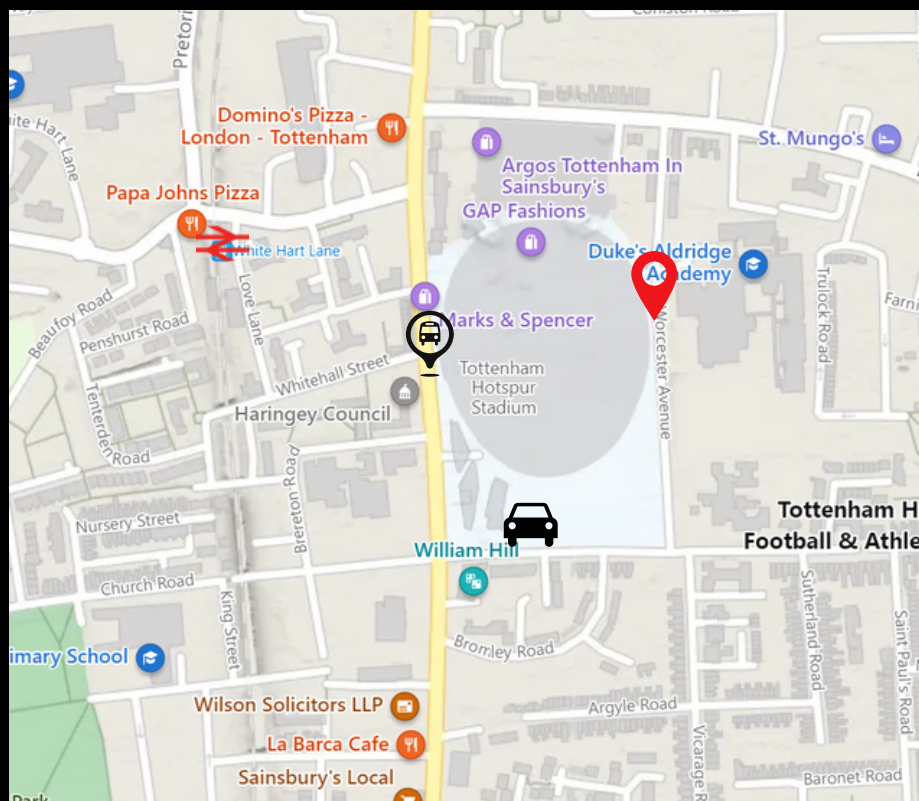 Coniston Road
Pretori
ite Hart Lane
Domino's Pizza -
London - Tottenham
St. Mungo's
Argos Tottenham In
Sainsbury's
Papa Johns Pizza
GAP Fashions
White Hart Lane
Duke's Aldridge
Academy
Love Lane
Beaufoy Road
Penshurst Road
Trulock Road
Farni
Marks & Spencer
Worcester Avenue
Whitehall Street
Tottenham
Hotspur
Stadium
Haringey Council
Tenterden Road
Brereton Road
Nursery Street
Tottenham H
Football & Athle
William Hill
Church Road
King Street
Sutherland Road
Saint Paul's Road
imary School
Bromley Road
Wilson Solicitors LLP
Argyle Road
La Barca Cafe
Vicarage R
Sainsbury's Local
Baronet Road
Park